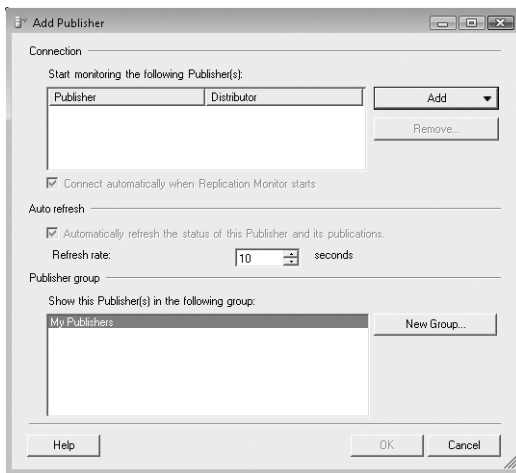 Add Publisher
Connection
Start monitoring the following Publisher(s):
Publisher Distributor
Add
Remove...
Connect automatically when Replication Monitor starts
Auto refresh
Automatically refresh the status of this Publisher and its publications.
Refresh rate: 10 seconds
Publisher group
Show this Publisher(s) in the following group:
My Publishers
New Group...
Help OK Cancel